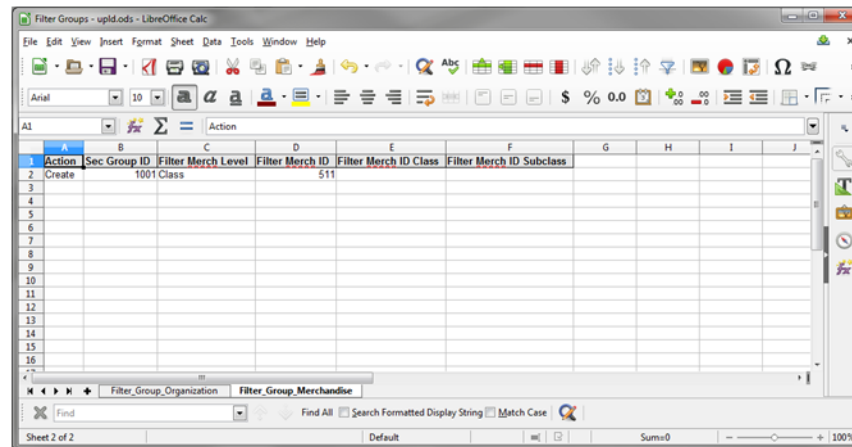 Filter Groups - upld.ods - LibreOffice Calc
File Edit View Insert Format Sheet Data Tools Window Help
Arial 10 $ % 0.0
A1 Action
A B C D E F G H I J
1 Action Sec Group ID Filter Merch Level Filter Merch ID Filter Merch ID Class Filter Merch ID Subclass
2 Create 1001 Class 511
3
4
5
6
7
8
9
10
11
12
13
14
15
16
Filter_Group_Organization Filter_Group_Merchandise
Find Find All Search Formatted Display String Match Case
Sheet 2 of 2 Default Sum=0 100%